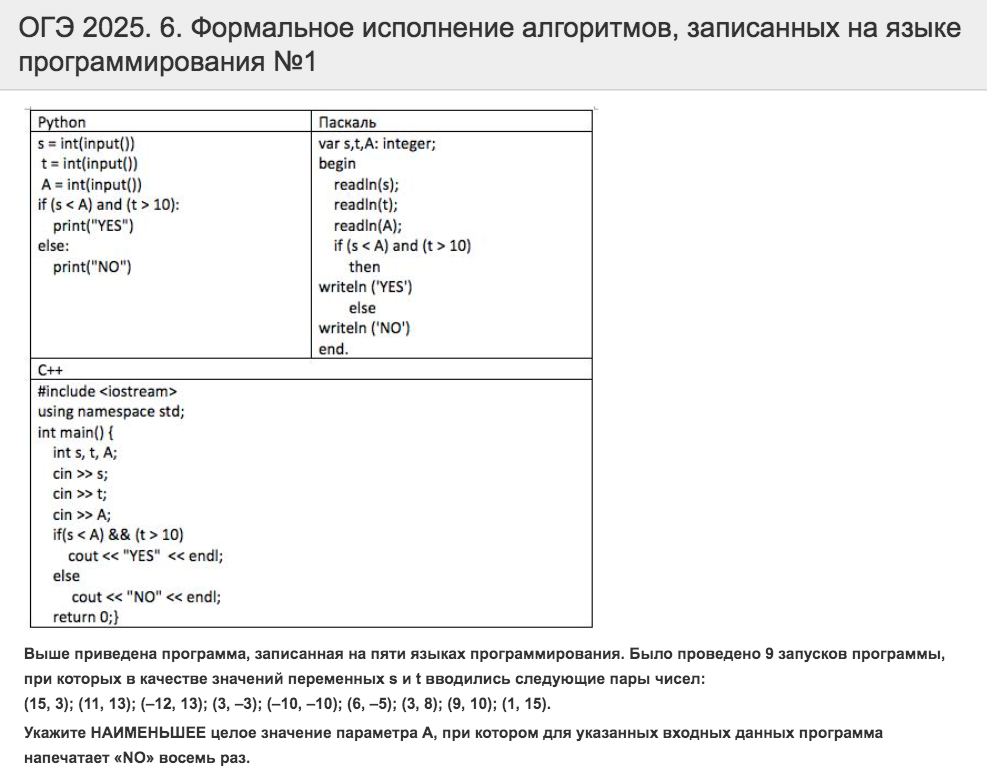 ОГЭ 2025. 6. Формальное исполнение алгоритмов, записанных на языке
программирования №1
Python
s = int(input())
t = int(input())
A = int(input())
if (s < A) and (t > 10):
print("YES")
else:
print("NO")
Паскаль
var s,t,A: integer;
begin
readln(s);
readln(t);
readln(A);
if (s < A) and (t > 10)
then
writeln ('YES')
else
writeln ('NO')
end.
C++
#include <iostream>
using namespace std;
int main() {
int s, t, A;
cin >> s;
cin >> t;
cin >> A;
if(s < A) && (t > 10)
cout << "YES" << endl;
else
cout << "NO" << endl;
return 0;}
Выше приведена программа, записанная на пяти языках программирования. Было проведено 9 запусков программы,
при которых в качестве значений переменных s и t вводились следующие пары чисел:
(15, 3); (11, 13); (–12, 13); (3, –3); (–10, –10); (6, –5); (3, 8); (9, 10); (1, 15).
Укажите НАИМЕНЬШЕЕ целое значение параметра А, при котором для указанных входных данных программа
напечатает «NO» восемь раз.